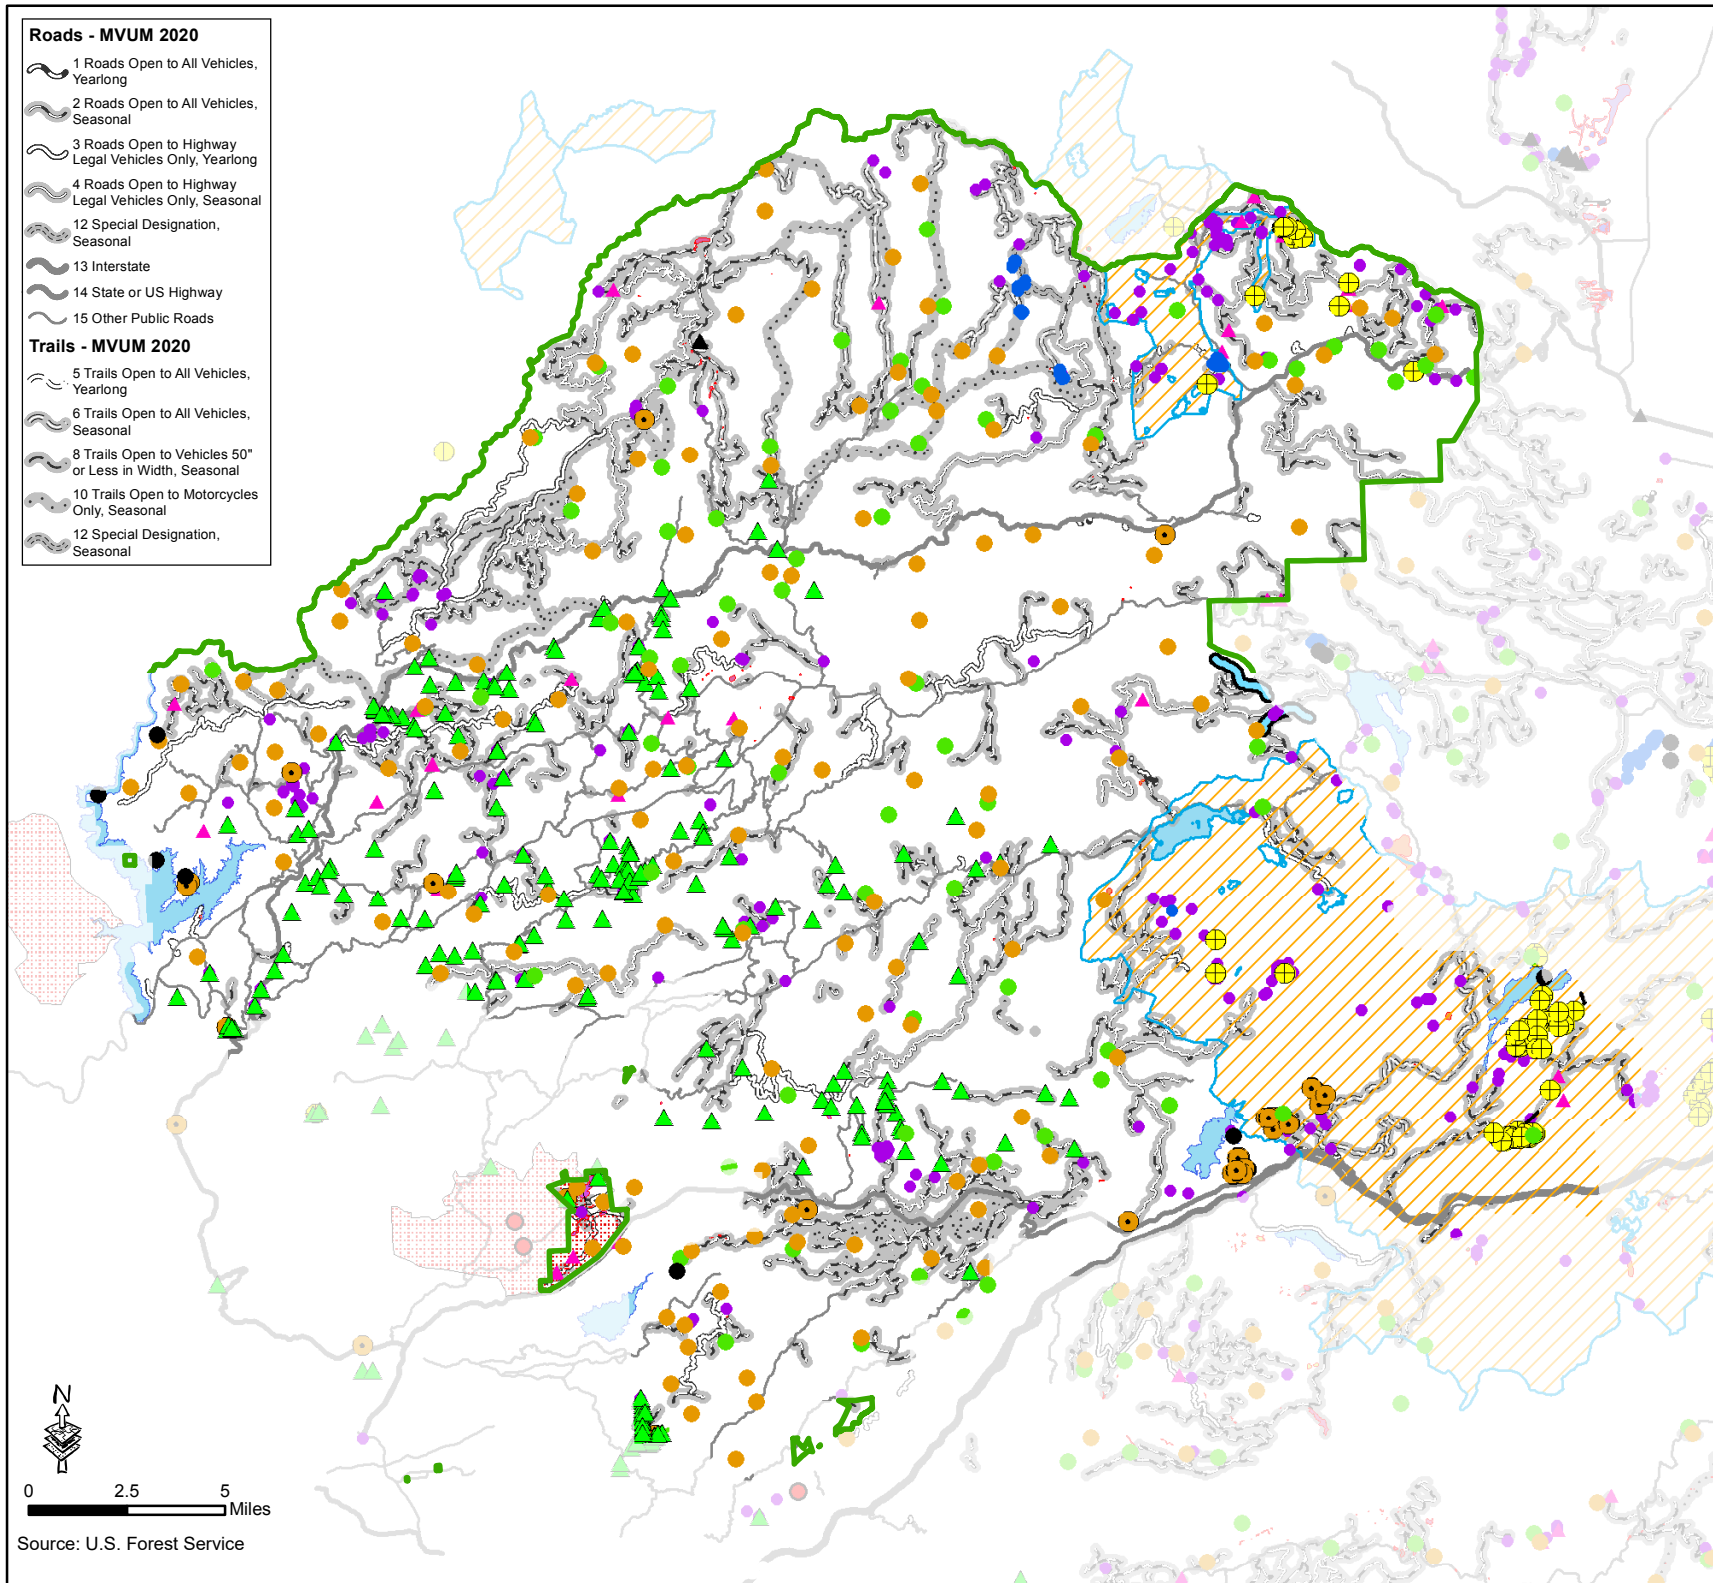 Roads - MVUM 2020
1 Roads Open to All Vehicles,
Yearlong
2 Roads Open to All Vehicles,
Seasonal
3 Roads Open to Highway
Legal Vehicles Only, Yearlong
4 Roads Open to Highway
Legal Vehicles Only, Seasonal
12 Special Designation,
Seasonal
13 Interstate
14 State or US Highway
15 Other Public Roads
Trails - MVUM 2020
5 Trails Open to All Vehicles,
Yearlong
6 Trails Open to All Vehicles,
Seasonal
8 Trails Open to Vehicles 50"
or Less in Width, Seasonal
10 Trails Open to Motorcycles
Only, Seasonal
12 Special Designation,
Seasonal
N
0 2.5 5
Miles
Source: U.S. Forest Service